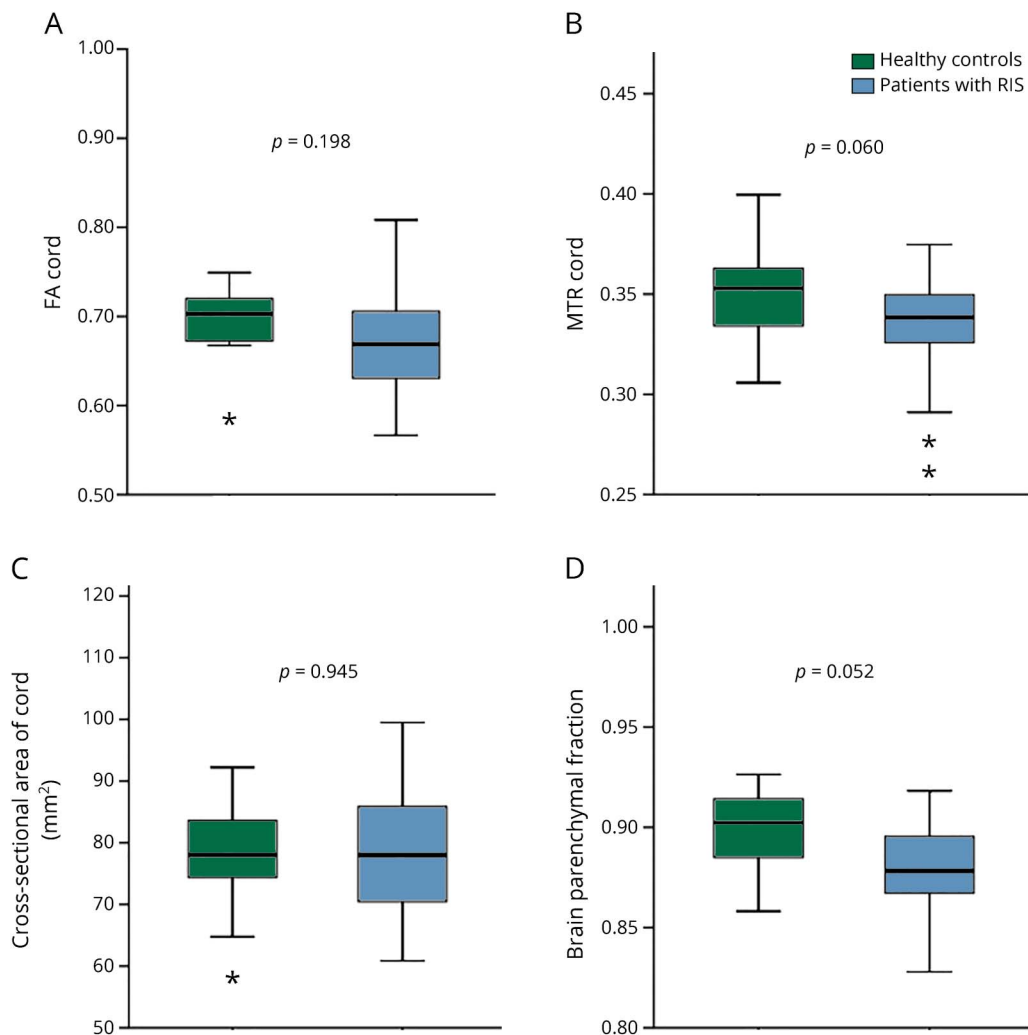 A
1.00
0.90
0.80
0.70
0.60
0.50
FA cord
p = 0.198
*
B
Healthy controls
Patients with RIS
0.45
0.40
0.35
0.30
0.25
MTR cord
p = 0.060
*
*
C
120
110
100
90
80
70
60
50
Cross-sectional area of cord
(mm²)
p = 0.945
*
D
1.00
0.95
0.90
0.85
0.80
Brain parenchymal fraction
p = 0.052